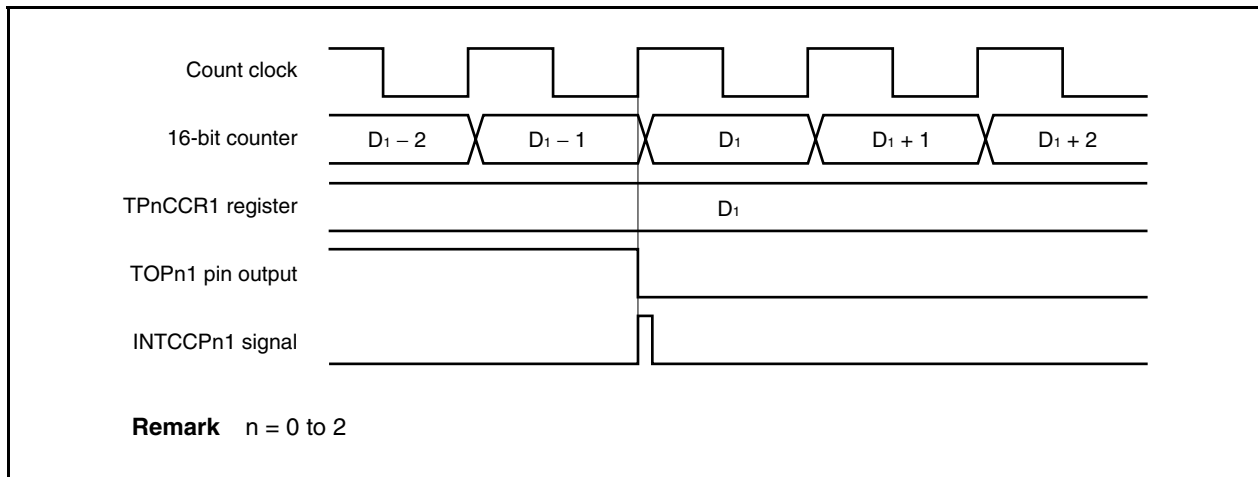 Count clock
16-bit counter D₁ – 2 D₁ – 1 D₁ D₁ + 1 D₁ + 2
TPnCCR1 register D₁
TOPn1 pin output
INTCCPn1 signal
Remark n = 0 to 2